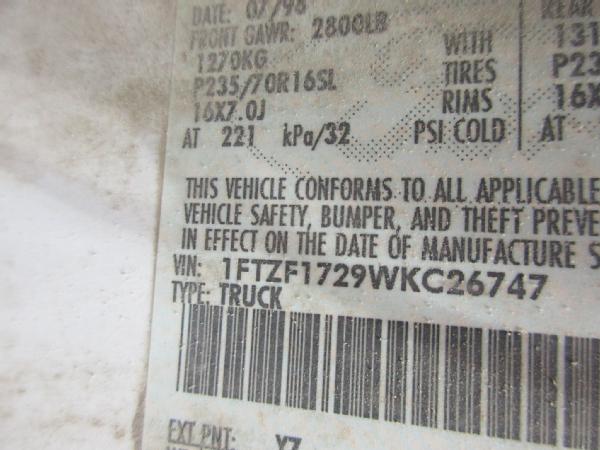 DATE: 07/98
FRONT GAWR: 2800LB
1270KG
P235/70R16SL
16X7.0J
AT 221 kPa/32 PSI COLD
WITH
TIRES
RIMS
REAR
131
P23
16X
AT
THIS VEHICLE CONFORMS TO ALL APPLICABLE
VEHICLE SAFETY, BUMPER, AND THEFT PREVE
IN EFFECT ON THE DATE OF MANUFACTURE S
VIN: 1FTZF1729WKC26747
TYPE: TRUCK
EXT PNT: Y7